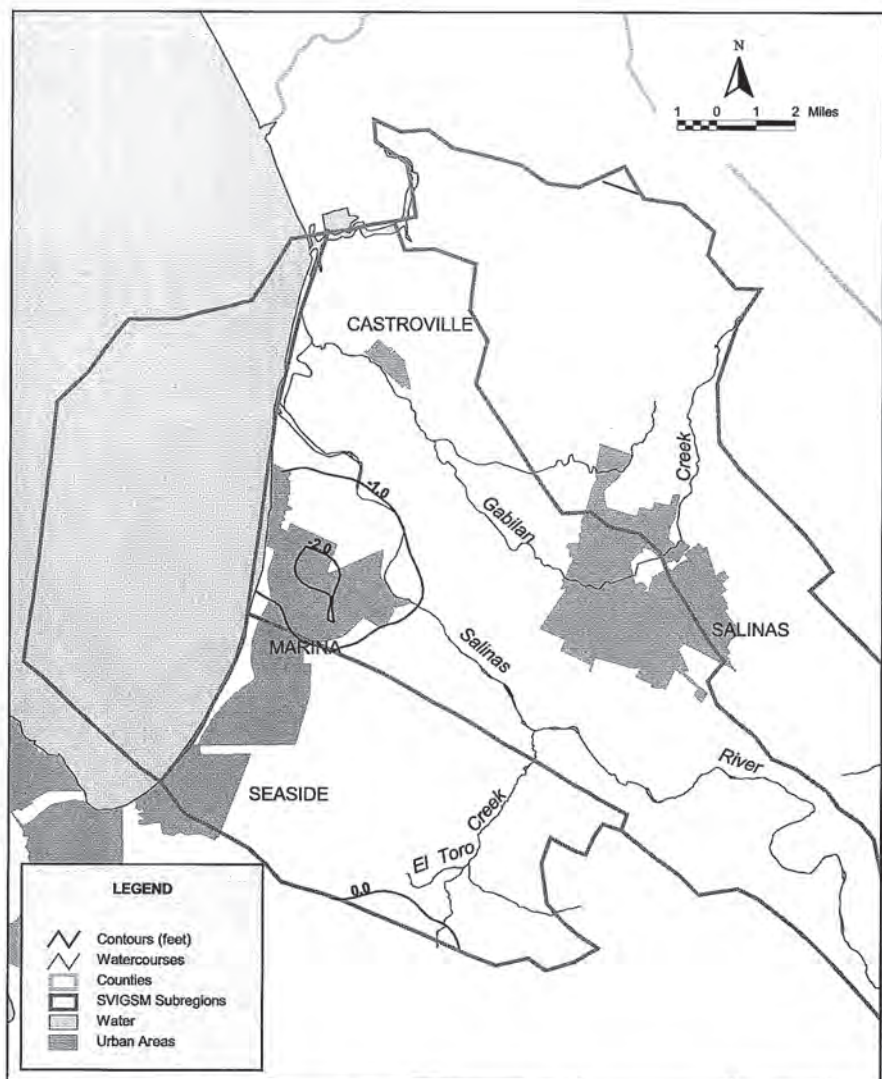 N
1 0 1 2 Miles
CASTROVILLE
-1.0
Creek
Gabilan
-2.0
MARINA
SALINAS
Salinas
River
SEASIDE
Creek
El Toro
0.0
LEGEND
Contours (feet)
Watercourses
Counties
SVIGSM Subregions
Water
Urban Areas